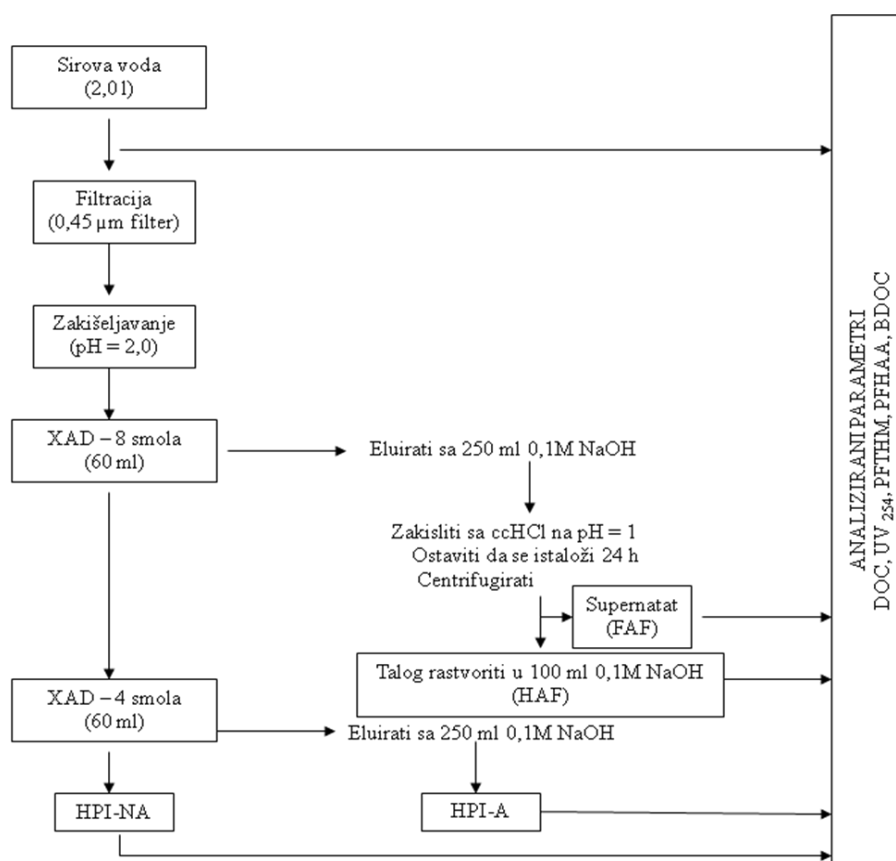 Sirova voda
(2,0 l)
Filtracija
(0,45 µm filter)
Zakišeljavanje
(pH = 2,0)
XAD – 8 smola
(60 ml)
Eluirati sa 250 ml 0,1M NaOH
Zakisliti sa ccHCl na pH = 1
Ostaviti da se istaloži 24 h
Centrifugirati
Supernatat
(FAF)
Talog rastvoriti u 100 ml 0,1M NaOH
(HAF)
XAD – 4 smola
(60 ml)
Eluirati sa 250 ml 0,1M NaOH
HPI-NA
HPI-A
ANALIZIRANI PARAMETRI
DOC, UV 254, PFTHM, PFHAA, BDOC